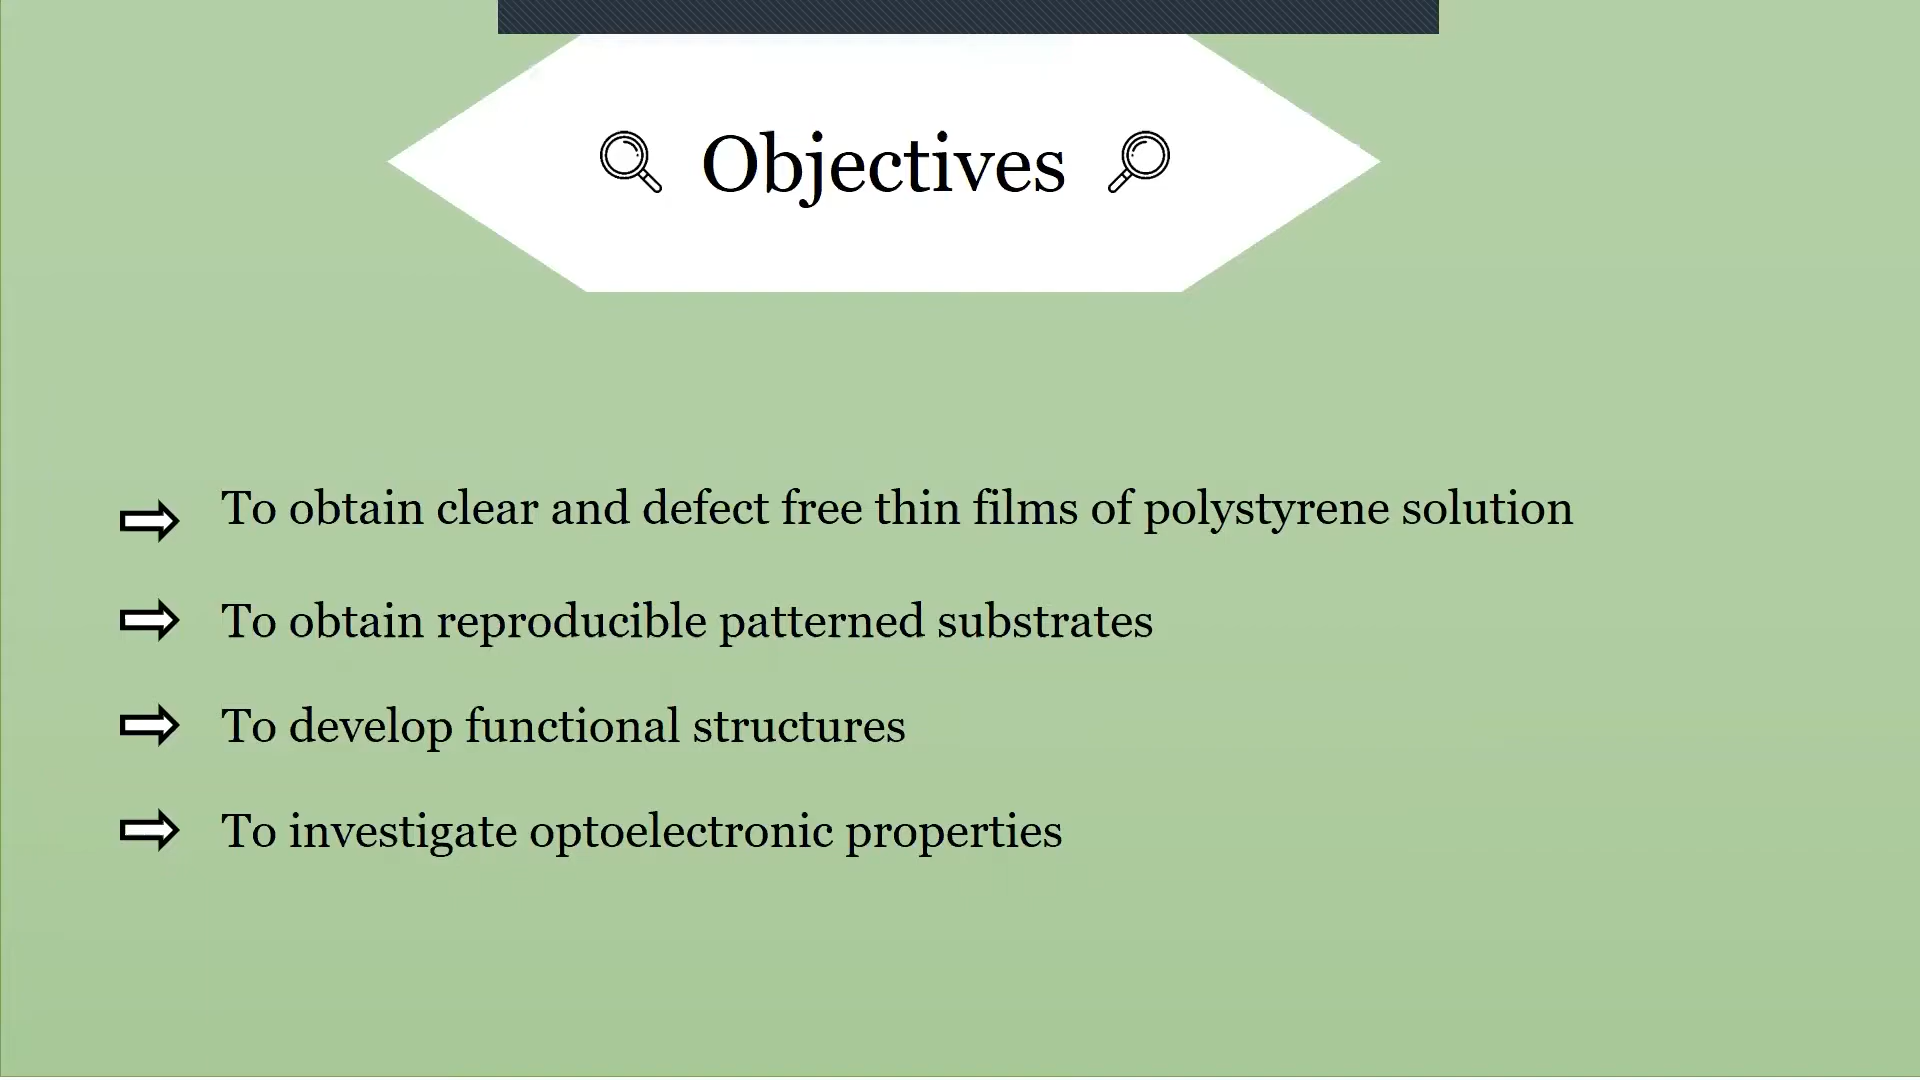 Objectives
To obtain clear and defect free thin films of polystyrene solution
To obtain reproducible patterned substrates
To develop functional structures
To investigate optoelectronic properties